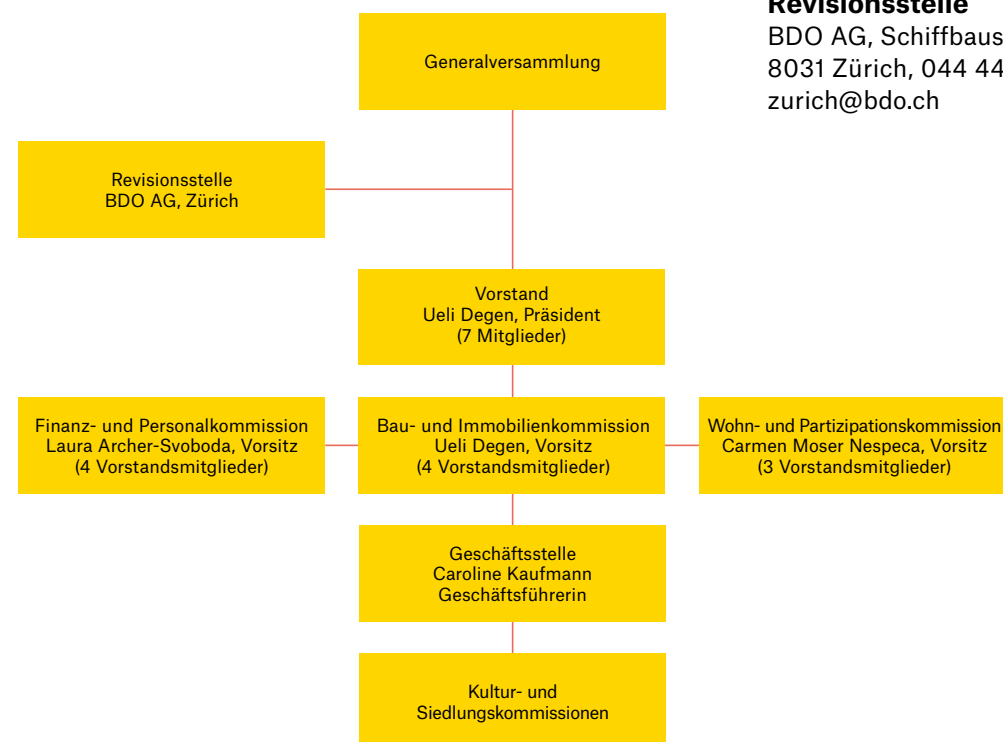 Revisionsstelle
BDO AG, Schiffbaus
8031 Zürich, 044 44
zurich@bdo.ch
Generalversammlung
Revisionsstelle
BDO AG, Zürich
Vorstand
Ueli Degen, Präsident
(7 Mitglieder)
Finanz- und Personalkommission
Laura Archer-Svoboda, Vorsitz
(4 Vorstandsmitglieder)
Bau- und Immobilienkommission
Ueli Degen, Vorsitz
(4 Vorstandsmitglieder)
Wohn- und Partizipationskommission
Carmen Moser Nespeca, Vorsitz
(3 Vorstandsmitglieder)
Geschäftsstelle
Caroline Kaufmann
Geschäftsführerin
Kultur- und
Siedlungskommissionen